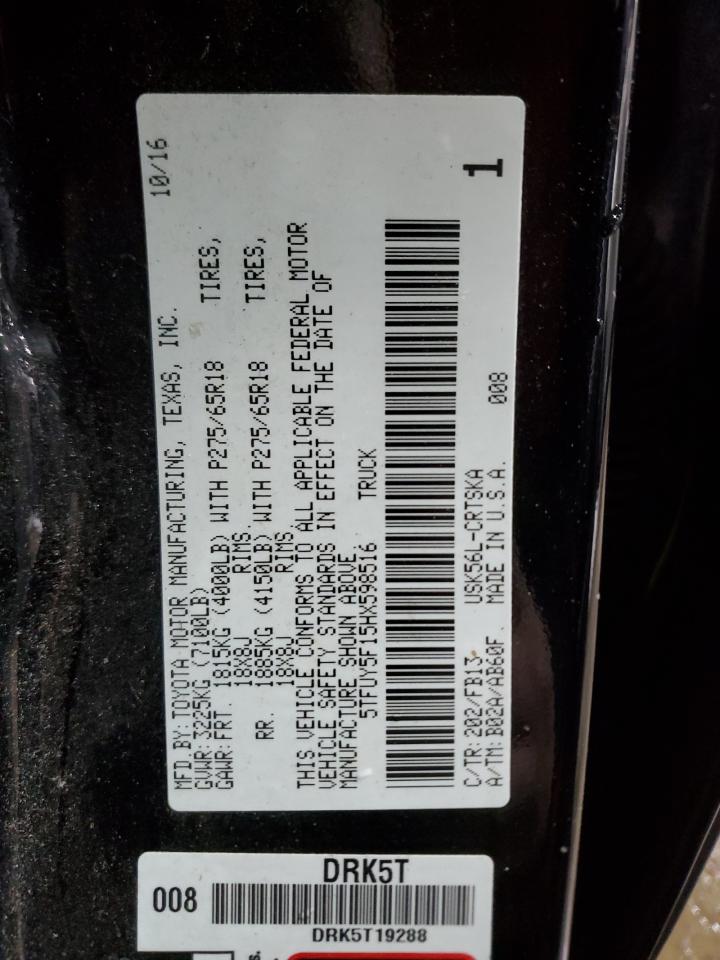 MFD.BY:TOYOTA MOTOR MANUFACTURING, TEXAS, INC. 10/16
GVWR:3225KG (7100LB)
GAWR:FRT. 1815KG (4000LB) WITH P275/65R18 TIRES,
18X8J RIMS.
RR. 1885KG (4150LB) WITH P275/65R18 TIRES,
18X8J RIMS.
THIS VEHICLE CONFORMS TO ALL APPLICABLE FEDERAL MOTOR
VEHICLE SAFETY STANDARDS IN EFFECT ON THE DATE OF
MANUFACTURE SHOWN ABOVE.
5TFUY5F15HX598516 TRUCK
1
C/TR:202/FB13 USK56L-CRTSKA
A/TM:B02A/AB60F. MADE IN U.S.A. 008
DRK5T
008
DRK5T19288
s.